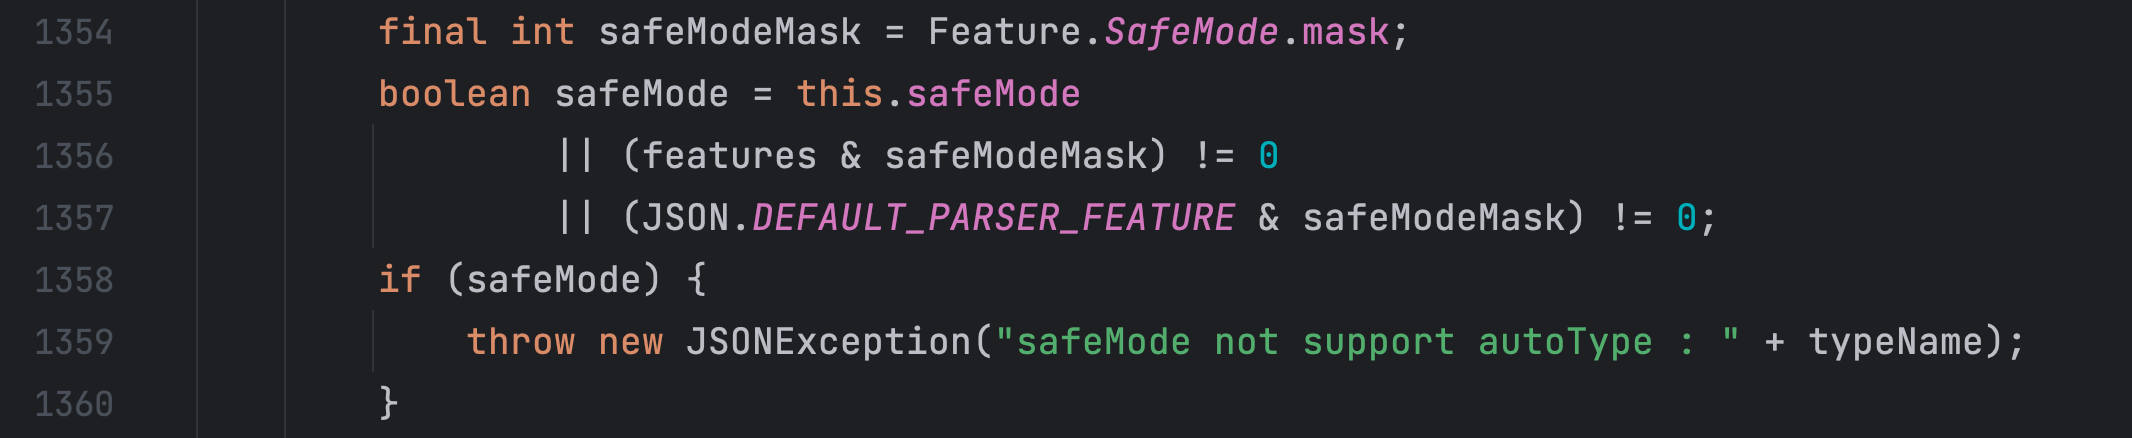 1354 final int safeModeMask = Feature.SafeMode.mask;
1355 boolean safeMode = this.safeMode
1356 || (features & safeModeMask) != 0
1357 || (JSON.DEFAULT_PARSER_FEATURE & safeModeMask) != 0;
1358 if (safeMode) {
1359 throw new JSONException("safeMode not support autoType : " + typeName);
1360 }